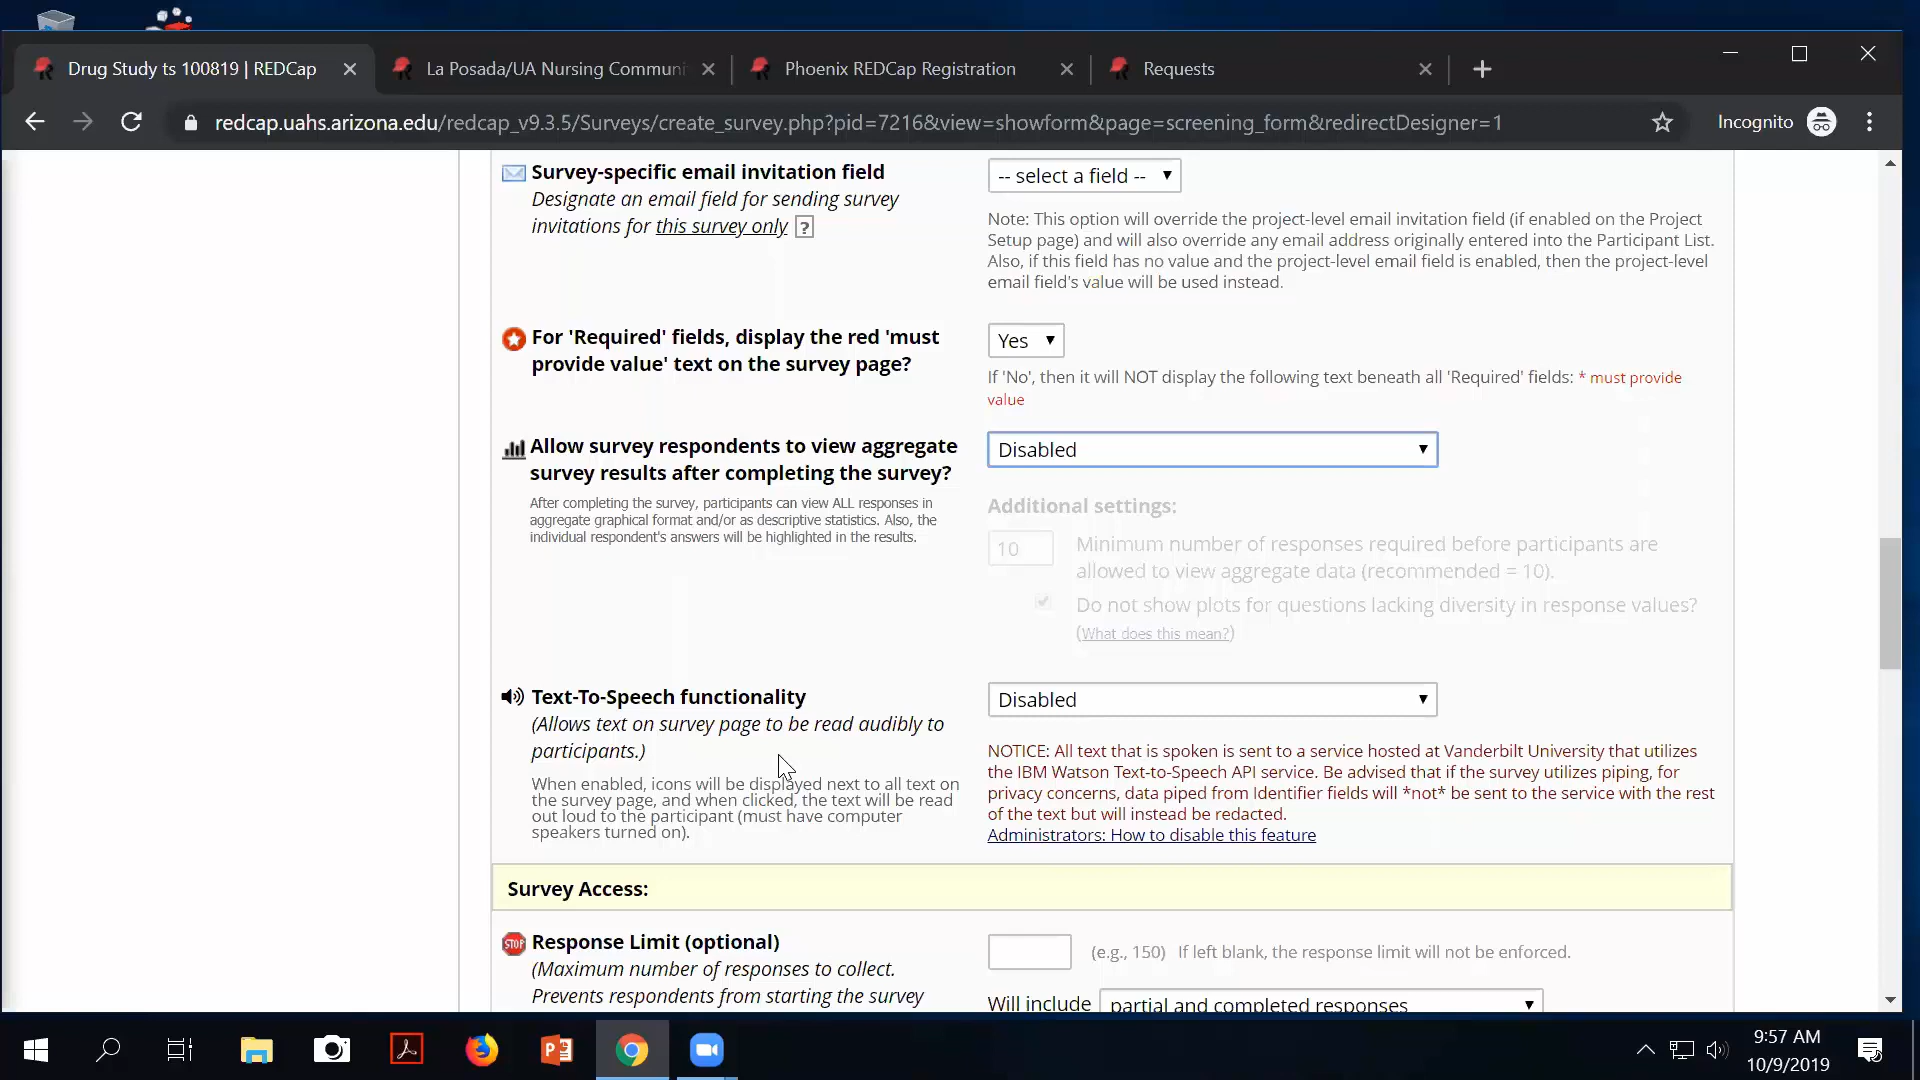 Drug Study ts 100819 | REDCap
La Posada/UA Nursing Communi
Phoenix REDCap Registration
Requests
redcap.uahs.arizona.edu/redcap_v9.3.5/Surveys/create_survey.php?pid=7216&view=showform&page=screening_form&redirectDesigner=1
Incognito
Survey-specific email invitation field
Designate an email field for sending survey
invitations for this survey only ?
-- select a field --
Note: This option will override the project-level email invitation field (if enabled on the Project
Setup page) and will also override any email address originally entered into the Participant List.
Also, if this field has no value and the project-level email field is enabled, then the project-level
email field's value will be used instead.
For 'Required' fields, display the red 'must
provide value' text on the survey page?
Yes
If 'No', then it will NOT display the following text beneath all 'Required' fields: * must provide
value
Allow survey respondents to view aggregate
survey results after completing the survey?
After completing the survey, participants can view ALL responses in
aggregate graphical format and/or as descriptive statistics. Also, the
individual respondent's answers will be highlighted in the results.
Disabled
Additional settings:
10
Minimum number of responses required before participants are
allowed to view aggregate data (recommended = 10).
Do not show plots for questions lacking diversity in response values?
(What does this mean?)
Text-To-Speech functionality
(Allows text on survey page to be read audibly to
participants.)
When enabled, icons will be displayed next to all text on
the survey page, and when clicked, the text will be read
out loud to the participant (must have computer
speakers turned on).
Disabled
NOTICE: All text that is spoken is sent to a service hosted at Vanderbilt University that utilizes
the IBM Watson Text-to-Speech API service. Be advised that if the survey utilizes piping, for
privacy concerns, data piped from Identifier fields will *not* be sent to the service with the rest
of the text but will instead be redacted.
Administrators: How to disable this feature
Survey Access:
STOP
Response Limit (optional)
(Maximum number of responses to collect.
Prevents respondents from starting the survey
(e.g., 150) If left blank, the response limit will not be enforced.
Will include partial and completed responses
9:57 AM
10/9/2019